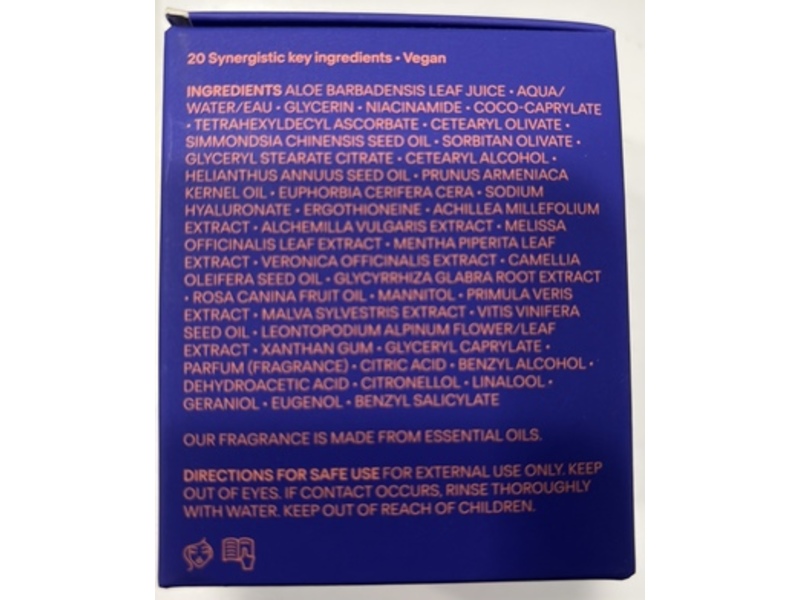 20 Synergistic key ingredients • Vegan
INGREDIENTS ALOE BARBADENSIS LEAF JUICE • AQUA/
WATER/EAU • GLYCERIN • NIACINAMIDE • COCO-CAPRYLATE
• TETRAHEXYLDECYL ASCORBATE • CETEARYL OLIVATE •
SIMMONDSIA CHINENSIS SEED OIL • SORBITAN OLIVATE •
GLYCERYL STEARATE CITRATE • CETEARYL ALCOHOL •
HELIANTHUS ANNUUS SEED OIL • PRUNUS ARMENIACA
KERNEL OIL • EUPHORBIA CERIFERA CERA • SODIUM
HYALURONATE • ERGOTHIONEINE • ACHILLEA MILLEFOLIUM
EXTRACT • ALCHEMILLA VULGARIS EXTRACT • MELISSA
OFFICINALIS LEAF EXTRACT • MENTHA PIPERITA LEAF
EXTRACT • VERONICA OFFICINALIS EXTRACT • CAMELLIA
OLEIFERA SEED OIL • GLYCYRRHIZA GLABRA ROOT EXTRACT
• ROSA CANINA FRUIT OIL • MANNITOL • PRIMULA VERIS
EXTRACT • MALVA SYLVESTRIS EXTRACT • VITIS VINIFERA
SEED OIL • LEONTOPODIUM ALPINUM FLOWER/LEAF
EXTRACT • XANTHAN GUM • GLYCERYL CAPRYLATE •
PARFUM (FRAGRANCE) • CITRIC ACID • BENZYL ALCOHOL •
DEHYDROACETIC ACID • CITRONELLOL • LINALOOL •
GERANIOL • EUGENOL • BENZYL SALICYLATE
OUR FRAGRANCE IS MADE FROM ESSENTIAL OILS.
DIRECTIONS FOR SAFE USE FOR EXTERNAL USE ONLY. KEEP
OUT OF EYES. IF CONTACT OCCURS, RINSE THOROUGHLY
WITH WATER. KEEP OUT OF REACH OF CHILDREN.